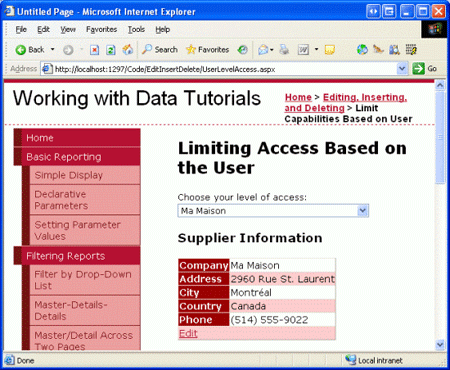 Untitled Page - Microsoft Internet Explorer
File Edit View Favorites Tools Help
Back Search Favorites
Address http://localhost:1297/Code/EditInsertDelete/UserLevelAccess.aspx Go
Working with Data Tutorials
Home > Editing, Inserting,
and Deleting > Limit
Capabilities Based on User
Home
Basic Reporting
Simple Display
Declarative
Parameters
Setting Parameter
Values
Filtering Reports
Filter by Drop-Down
List
Master-Details-
Details
Master/Detail Across
Two Pages
Limiting Access Based on
the User
Choose your level of access:
Ma Maison
Supplier Information
Company Ma Maison
Address 2960 Rue St. Laurent
City Montréal
Country Canada
Phone (514) 555-9022
Edit
Done Local intranet